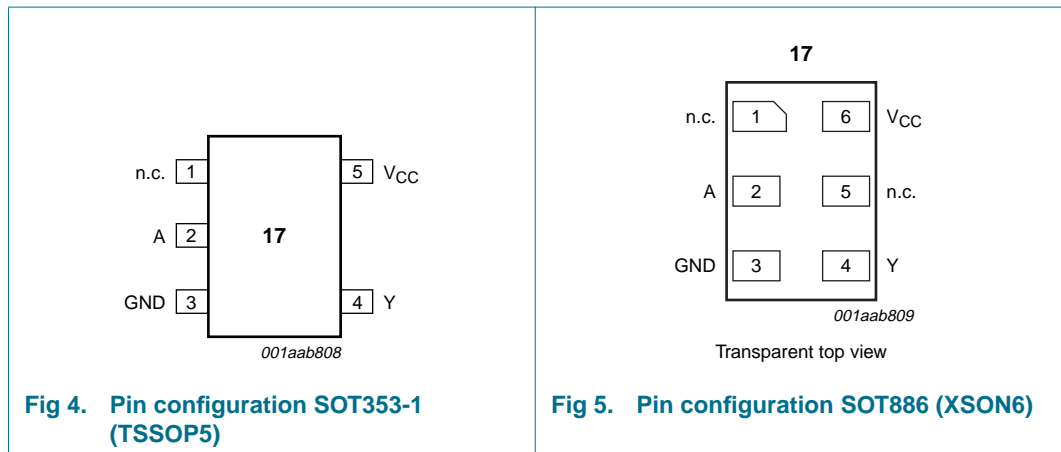 n.c. 1
5 VCC
A 2
17
GND 3
4 Y
001aab808
Fig 4. Pin configuration SOT353-1
(TSSOP5)
17
n.c. 1
6 VCC
A 2
5 n.c.
GND 3
4 Y
001aab809
Transparent top view
Fig 5. Pin configuration SOT886 (XSON6)